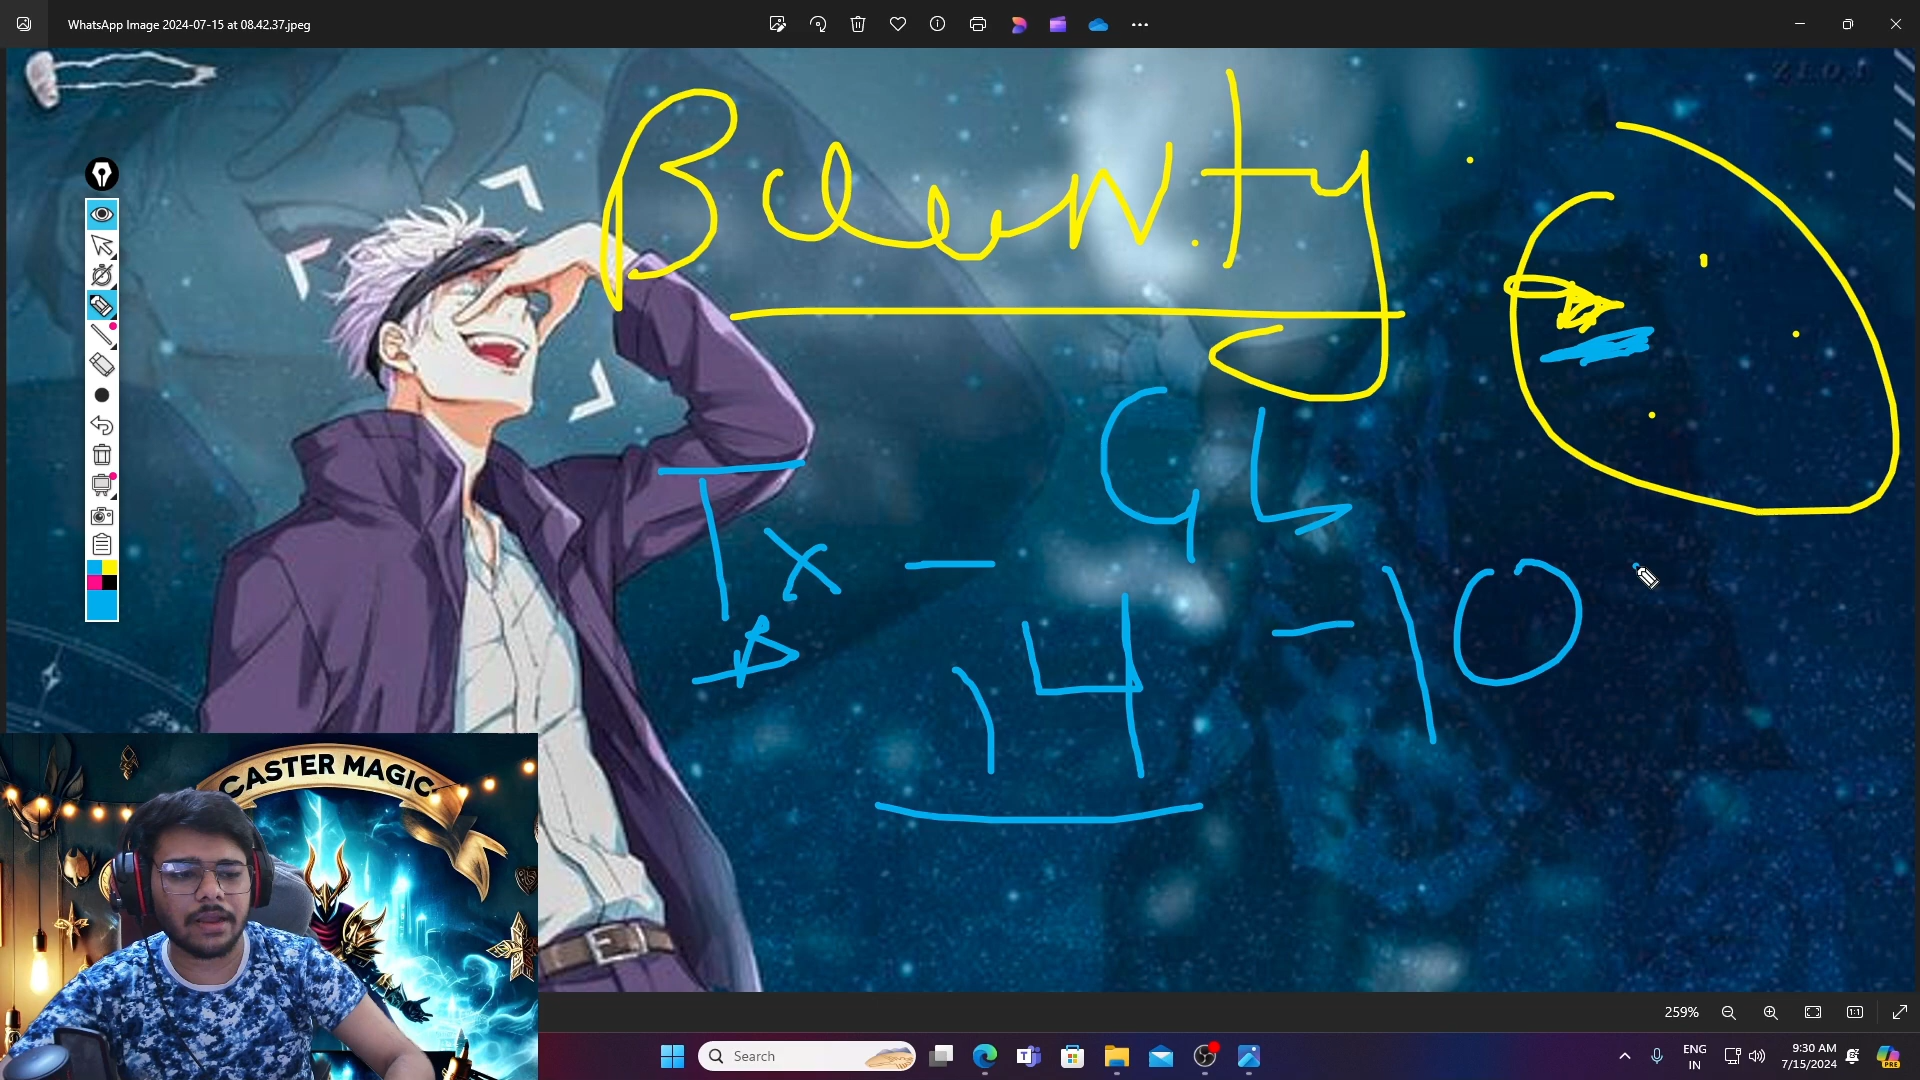 WhatsApp Image 2024-07-15 at 08.42.37.jpeg
Bounty
GL
1x - 14 - 10
CASTER MAGIC
259%
Search
ENG
IN
9:30 AM
7/15/2024